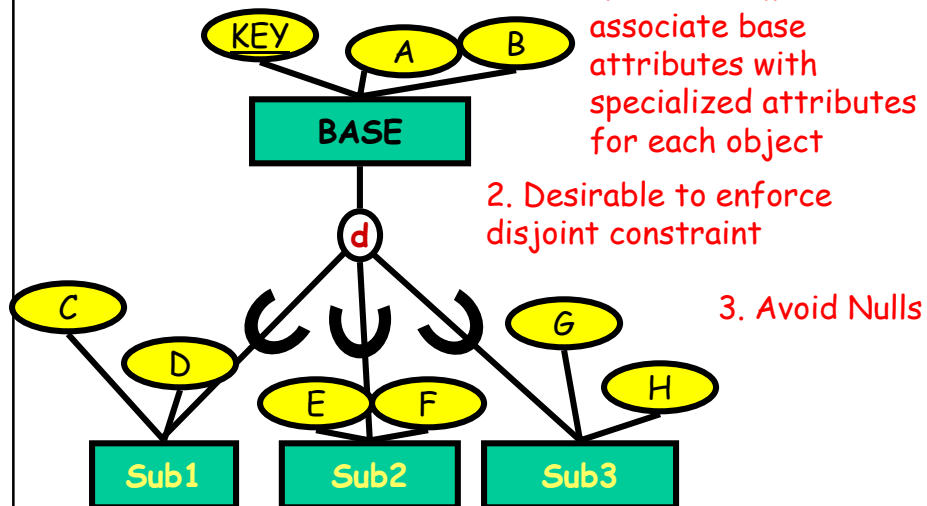 KEY
A
B
associate base
attributes with
specialized attributes
for each object
BASE
2. Desirable to enforce
disjoint constraint
d
3. Avoid Nulls
C
D
E
F
G
H
Sub1
Sub2
Sub3